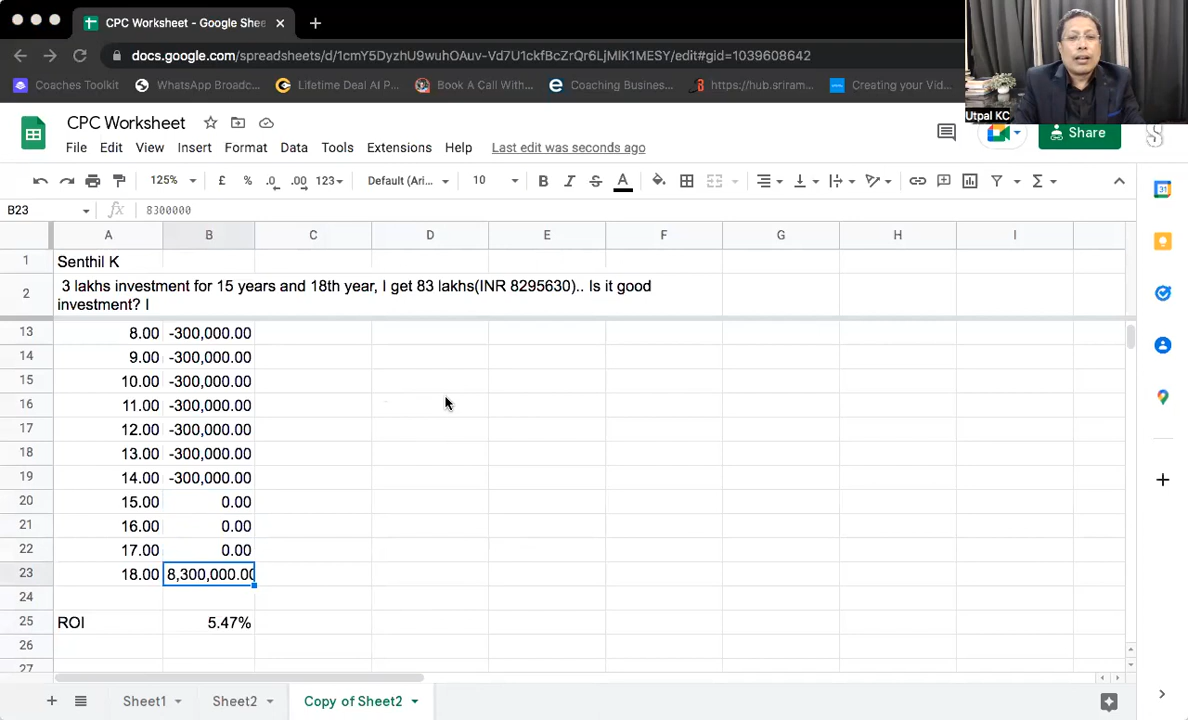 CPC Worksheet - Google Shee
docs.google.com/spreadsheets/d/1cmY5DyzhU9wuhOAuv-Vd7U1ckfBcZrQr6LjMlK1MESY/edit#gid=1039608642
Coaches Toolkit
WhatsApp Broadc...
Lifetime Deal AI P...
Book A Call With...
Coaching Busines...
https://hub.sriram...
Creating your Vid..
Utpal KC
CPC Worksheet
Share
File Edit View Insert Format Data Tools Extensions Help Last edit was seconds ago
125% £ % .0 .00 123 Default (Ari... 10 B I S A
B23 fx 8300000
A B C D E F G H I
1 Senthil K
2 3 lakhs investment for 15 years and 18th year, I get 83 lakhs(INR 8295630).. Is it good
investment? I
13 8.00 -300,000.00
14 9.00 -300,000.00
15 10.00 -300,000.00
16 11.00 -300,000.00
17 12.00 -300,000.00
18 13.00 -300,000.00
19 14.00 -300,000.00
20 15.00 0.00
21 16.00 0.00
22 17.00 0.00
23 18.00 8,300,000.00
24
25 ROI 5.47%
26
27
Sheet1 Sheet2 Copy of Sheet2